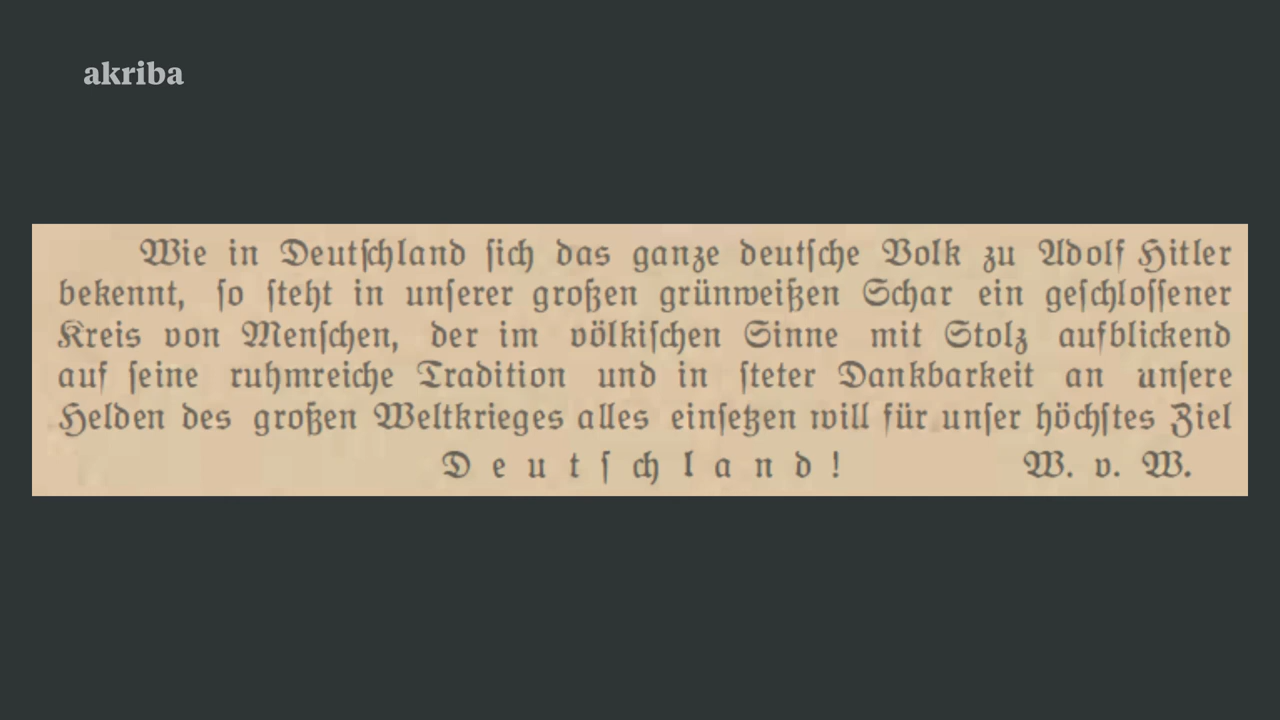 akriba
Wie in Deutſchland ſich das ganze deutſche Volk zu Adolf Hitler
bekennt, ſo ſteht in unſerer großen grünweißen Schar ein geſchloſſener
Kreis von Menſchen, der im völkiſchen Sinne mit Stolz aufblickend
auf ſeine ruhmreiche Tradition und in ſteter Dankbarkeit an unſere
Helden des großen Weltkrieges alles einſetzen will für unſer höchſtes Ziel
D e u t ſ ch l a n d ! W. v. W.